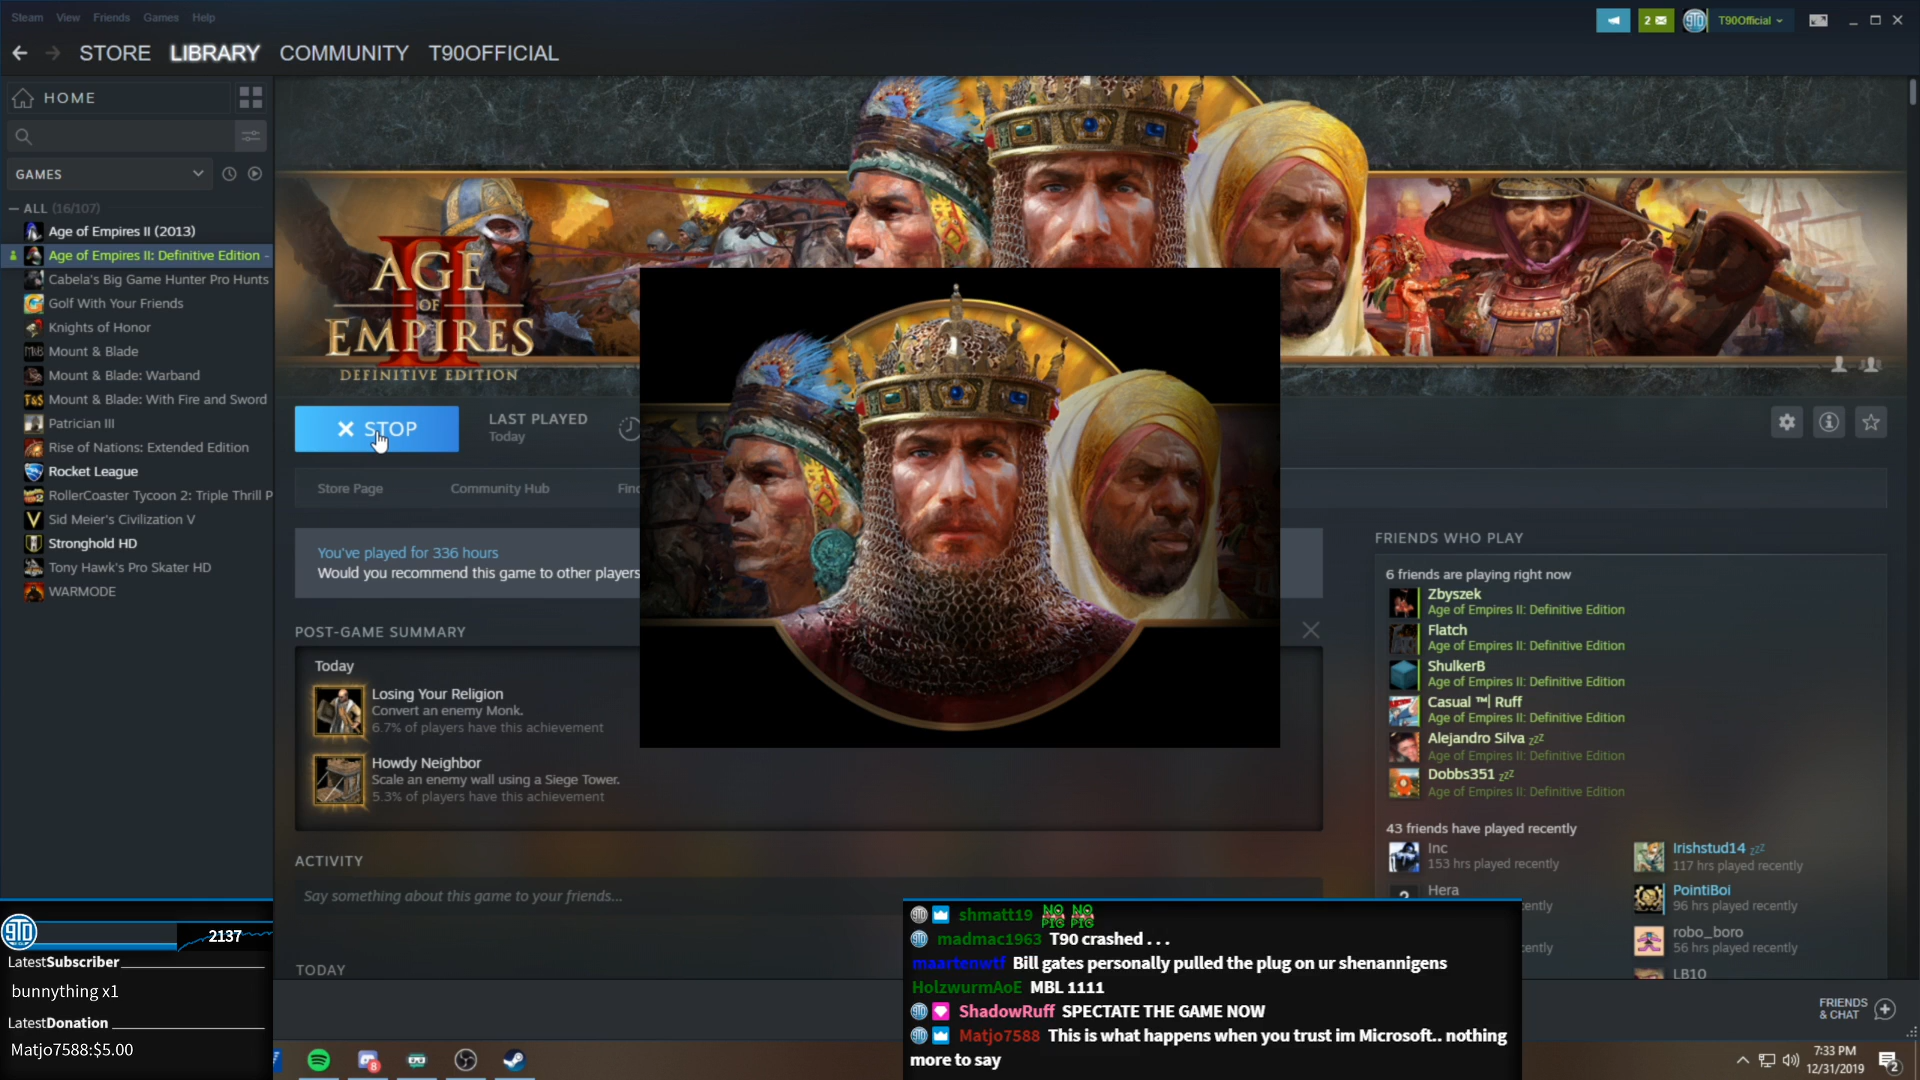 Steam View Friends Games Help
2
T90Official
STORE LIBRARY COMMUNITY T90OFFICIAL
HOME
GAMES
— ALL (16/107)
Age of Empires II (2013)
Age of Empires II: Definitive Edition -
Cabela's Big Game Hunter Pro Hunts
Golf With Your Friends
Knights of Honor
Mount & Blade
Mount & Blade: Warband
Mount & Blade: With Fire and Sword
Patrician III
Rise of Nations: Extended Edition
Rocket League
RollerCoaster Tycoon 2: Triple Thrill P
Sid Meier's Civilization V
Stronghold HD
Tony Hawk's Pro Skater HD
WARMODE
AGE
OF
EMPIRES
II
DEFINITIVE EDITION
STOP
LAST PLAYED
Today
Store Page Community Hub
You've played for 336 hours
Would you recommend this game to other players
POST-GAME SUMMARY
Today
Losing Your Religion
Convert an enemy Monk.
6.7% of players have this achievement
Howdy Neighbor
Scale an enemy wall using a Siege Tower.
5.3% of players have this achievement
ACTIVITY
Say something about this game to your friends...
TODAY
FRIENDS WHO PLAY
6 friends are playing right now
Zbyszek
Age of Empires II: Definitive Edition
Flatch
Age of Empires II: Definitive Edition
ShulkerB
Age of Empires II: Definitive Edition
Casual ™| Ruff
Age of Empires II: Definitive Edition
Alejandro Silva zzz
Age of Empires II: Definitive Edition
Dobbs351 zzz
Age of Empires II: Definitive Edition
43 friends have played recently
Inc
153 hrs played recently
Irishstud14 zzz
117 hrs played recently
Hera
PointiBoi
96 hrs played recently
robo_boro
56 hrs played recently
LB10
FRIENDS
& CHAT
2137
LatestSubscriber
bunnything x1
LatestDonation
Matjo7588:$5.00
shmatt19 NO PIG NO PIG
madmac1963 T90 crashed . . .
maartenwtf Bill gates personally pulled the plug on ur shenannigens
HolzwurmAoE MBL 1111
ShadowRuff SPECTATE THE GAME NOW
Matjo7588 This is what happens when you trust im Microsoft.. nothing
more to say
8
7:33 PM
12/31/2019
2